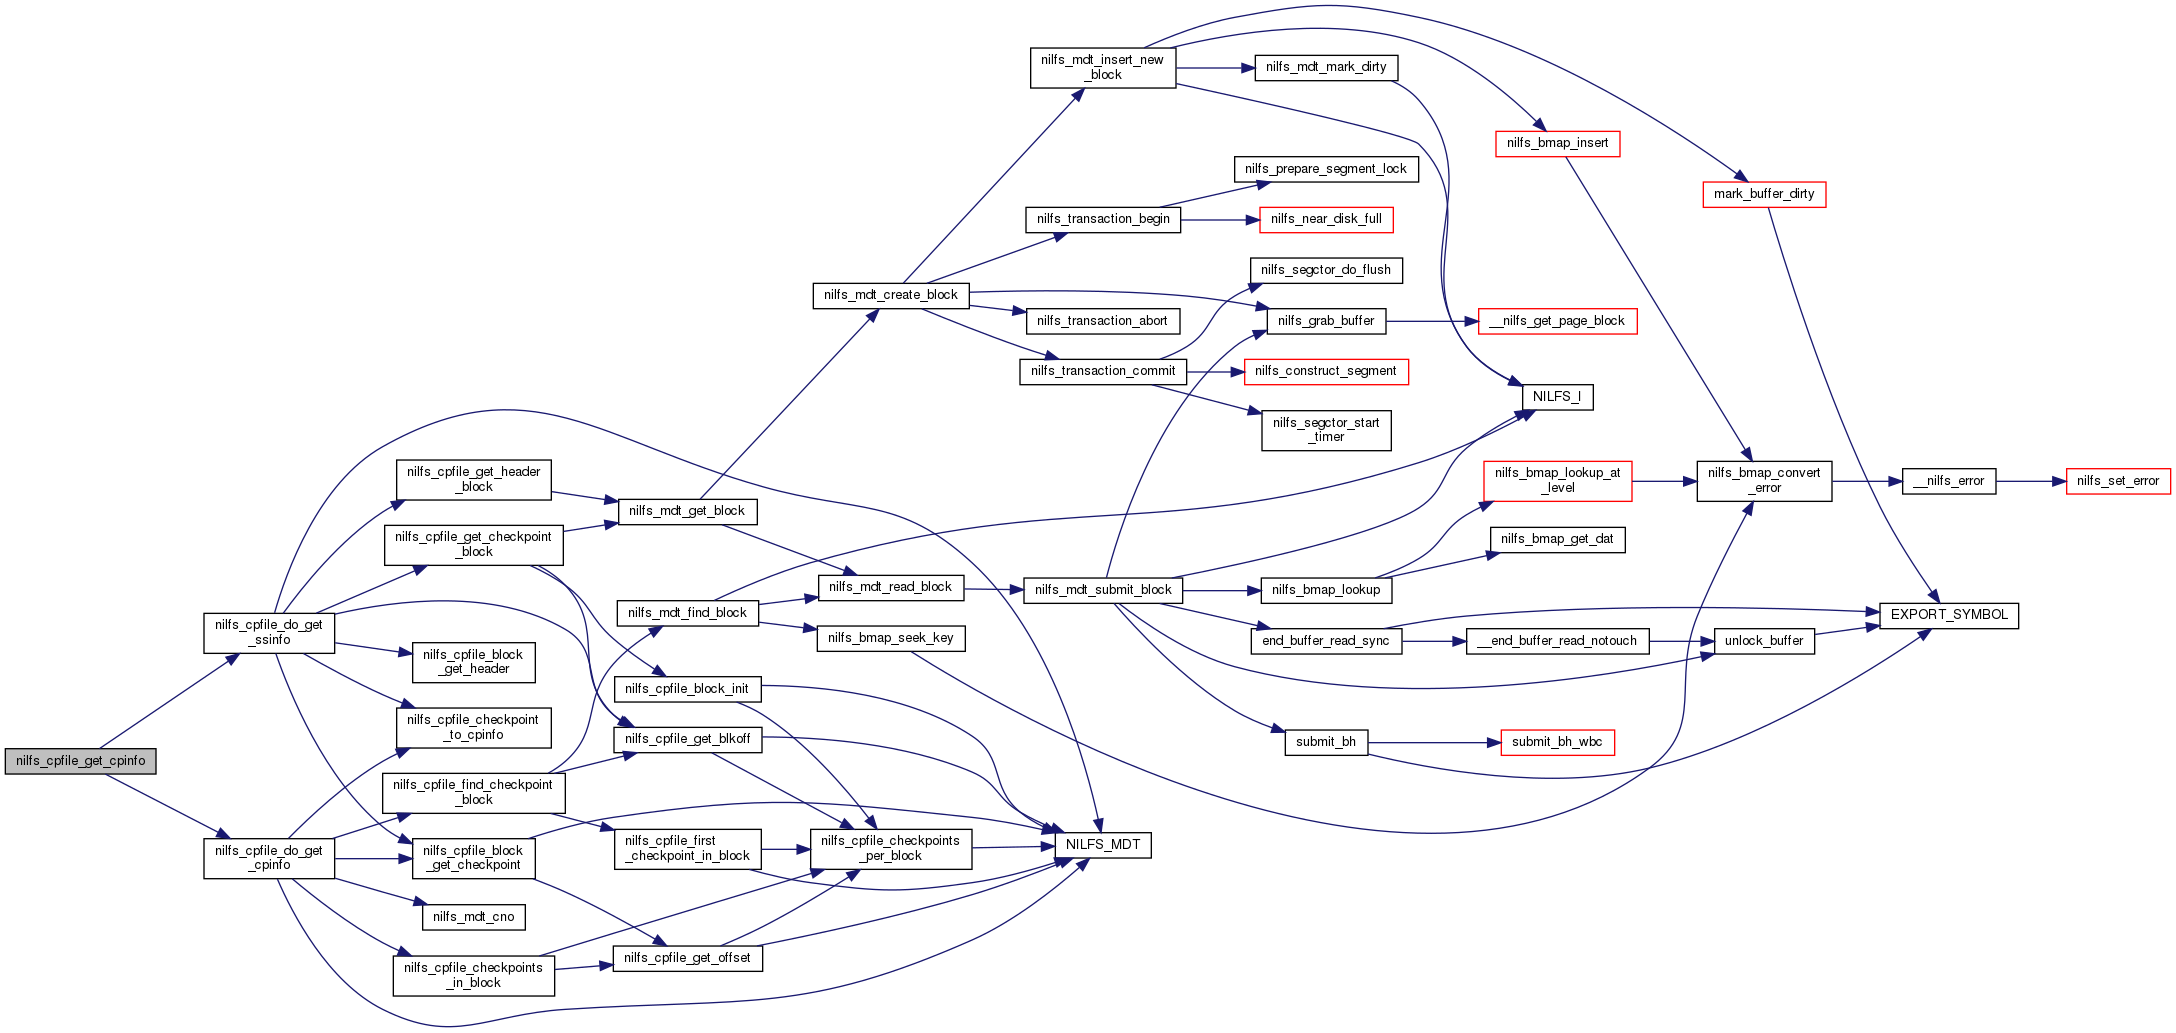 nilfs_cpfile_get_cpinfo
nilfs_cpfile_do_get
_ssinfo
nilfs_cpfile_do_get
_cpinfo
nilfs_cpfile_get_header
_block
nilfs_cpfile_get_checkpoint
_block
nilfs_cpfile_block
_get_header
nilfs_cpfile_checkpoint
_to_cpinfo
nilfs_cpfile_find_checkpoint
_block
nilfs_cpfile_block
_get_checkpoint
nilfs_mdt_cno
nilfs_cpfile_checkpoints
_in_block
nilfs_mdt_get_block
nilfs_mdt_find_block
nilfs_cpfile_block_init
nilfs_cpfile_get_blkoff
nilfs_cpfile_first
_checkpoint_in_block
nilfs_cpfile_get_offset
nilfs_mdt_create_block
nilfs_mdt_read_block
nilfs_bmap_seek_key
nilfs_cpfile_checkpoints
_per_block
nilfs_mdt_insert_new
_block
nilfs_transaction_begin
nilfs_transaction_abort
nilfs_transaction_commit
nilfs_mdt_submit_block
NILFS_MDT
nilfs_mdt_mark_dirty
nilfs_prepare_segment_lock
nilfs_near_disk_full
nilfs_segctor_do_flush
nilfs_grab_buffer
nilfs_construct_segment
nilfs_segctor_start
_timer
nilfs_bmap_lookup
end_buffer_read_sync
submit_bh
nilfs_bmap_insert
__nilfs_get_page_block
NILFS_I
nilfs_bmap_lookup_at
_level
nilfs_bmap_get_dat
__end_buffer_read_notouch
submit_bh_wbc
mark_buffer_dirty
nilfs_bmap_convert
_error
unlock_buffer
__nilfs_error
EXPORT_SYMBOL
nilfs_set_error